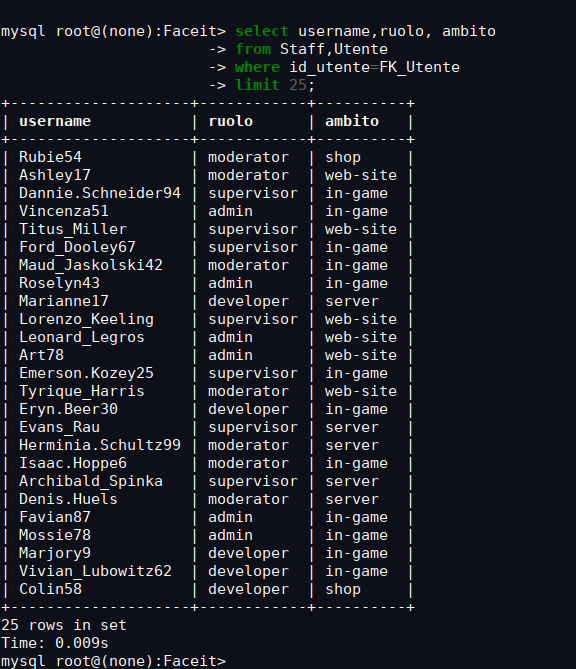 mysql root@(none):Faceit> select username,ruolo, ambito
                       -> from Staff,Utente
                       -> where id_utente=FK_Utente
                       -> limit 25;
+--------------------+------------+----------+
| username           | ruolo      | ambito   |
+--------------------+------------+----------+
| Rubie54            | moderator  | shop     |
| Ashley17           | moderator  | web-site |
| Dannie.Schneider94 | supervisor | in-game  |
| Vincenza51         | admin      | in-game  |
| Titus_Miller       | supervisor | web-site |
| Ford_Dooley67      | supervisor | in-game  |
| Maud_Jaskolski42   | moderator  | in-game  |
| Roselyn43          | admin      | in-game  |
| Marianne17         | developer  | server   |
| Lorenzo_Keeling    | supervisor | web-site |
| Leonard_Legros     | admin      | web-site |
| Art78              | admin      | web-site |
| Emerson.Kozey25    | supervisor | in-game  |
| Tyrique_Harris     | moderator  | web-site |
| Eryn.Beer30        | developer  | in-game  |
| Evans_Rau          | supervisor | server   |
| Herminia.Schultz99 | moderator  | server   |
| Isaac.Hoppe6       | moderator  | in-game  |
| Archibald_Spinka   | supervisor | server   |
| Denis.Huels        | moderator  | server   |
| Favian87           | admin      | in-game  |
| Mossie78           | admin      | in-game  |
| Marjory9           | developer  | in-game  |
| Vivian_Lubowitz62  | developer  | in-game  |
| Colin58            | developer  | shop     |
+--------------------+------------+----------+
25 rows in set
Time: 0.009s
mysql root@(none):Faceit>